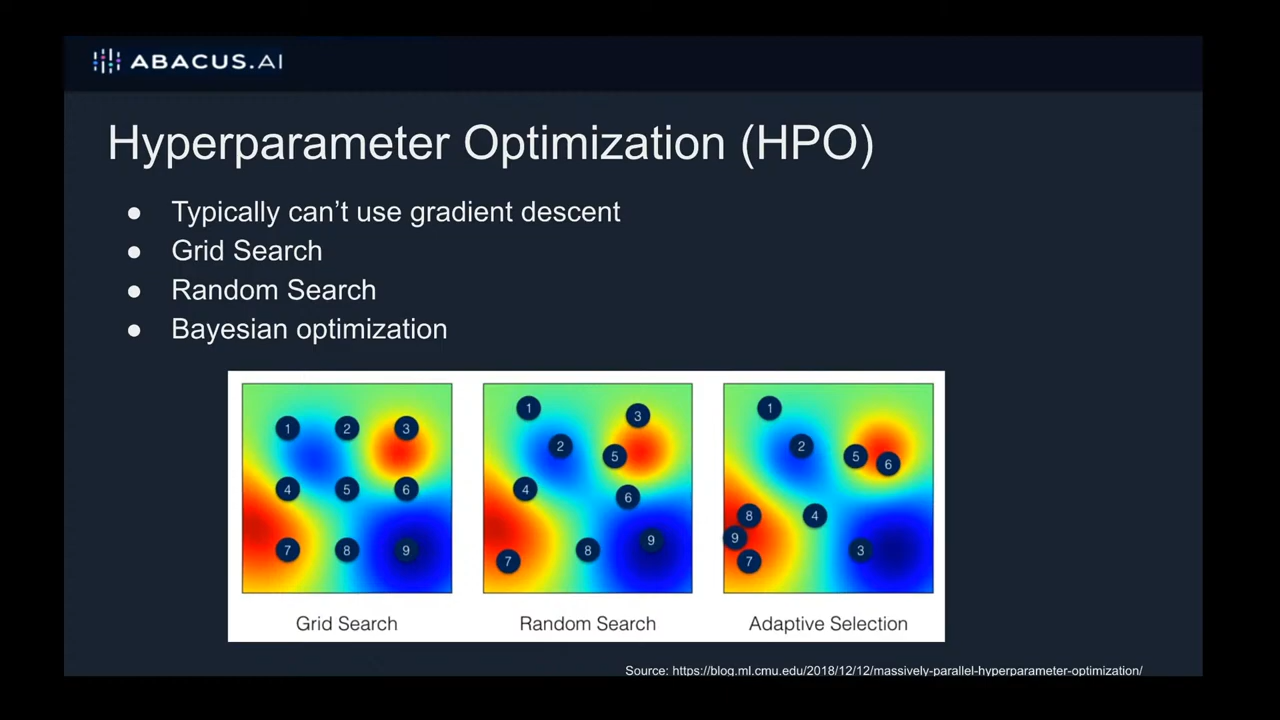 ABACUS.AI
Hyperparameter Optimization (HPO)
● Typically can't use gradient descent
● Grid Search
● Random Search
● Bayesian optimization
1 2 3
4 5 6
7 8 9
Grid Search
1 3
2 5
4 6
9
7 8
Random Search
1
2 5 6
8 4
9 3
7
Adaptive Selection
Source: https://blog.ml.cmu.edu/2018/12/12/massively-parallel-hyperparameter-optimization/